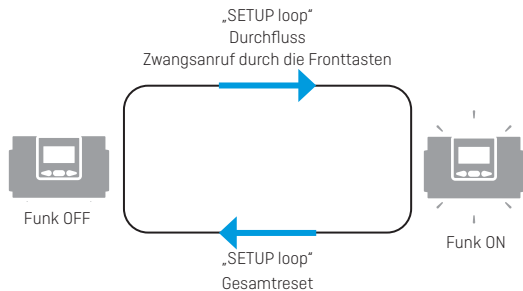 „SETUP loop“
Durchfluss
Zwangsanruf durch die Fronttasten
Funk OFF
Funk ON
„SETUP loop“
Gesamtreset